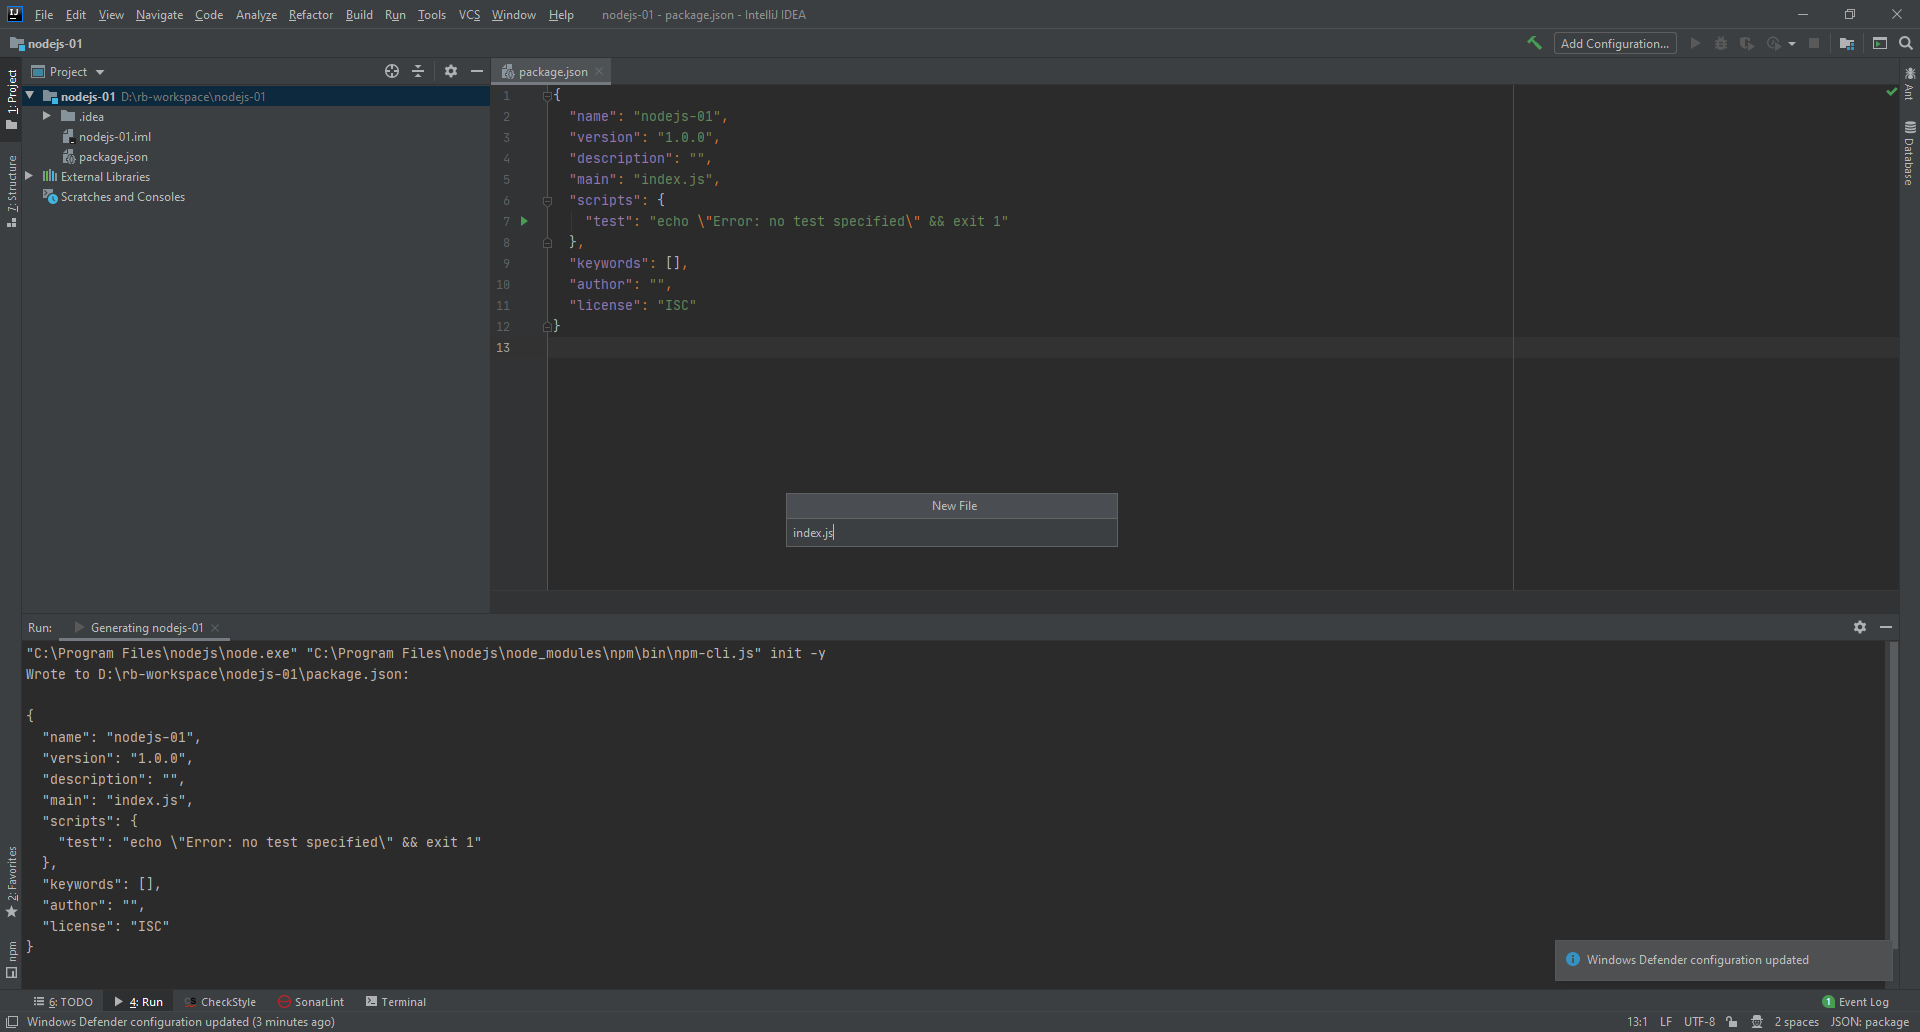 File Edit View Navigate Code Analyze Refactor Build Run Tools VCS Window Help nodejs-01 - package.json - IntelliJ IDEA
nodejs-01
Add Configuration...
Project
package.json
nodejs-01 D:\rb-workspace\nodejs-01
.idea
nodejs-01.iml
package.json
External Libraries
Scratches and Consoles
1: Project
7: Structure
2: Favorites
npm
Ant
Database
1 {
2 "name": "nodejs-01",
3 "version": "1.0.0",
4 "description": "",
5 "main": "index.js",
6 "scripts": {
7 "test": "echo \"Error: no test specified\" && exit 1"
8 },
9 "keywords": [],
10 "author": "",
11 "license": "ISC"
12 }
13
New File
index.js
Run: Generating nodejs-01
"C:\Program Files\nodejs\node.exe" "C:\Program Files\nodejs\node_modules\npm\bin\npm-cli.js" init -y
Wrote to D:\rb-workspace\nodejs-01\package.json:
{
"name": "nodejs-01",
"version": "1.0.0",
"description": "",
"main": "index.js",
"scripts": {
"test": "echo \"Error: no test specified\" && exit 1"
},
"keywords": [],
"author": "",
"license": "ISC"
}
Windows Defender configuration updated
6: TODO 4: Run CheckStyle SonarLint Terminal 1 Event Log
Windows Defender configuration updated (3 minutes ago) 13:1 LF UTF-8 2 spaces JSON: package